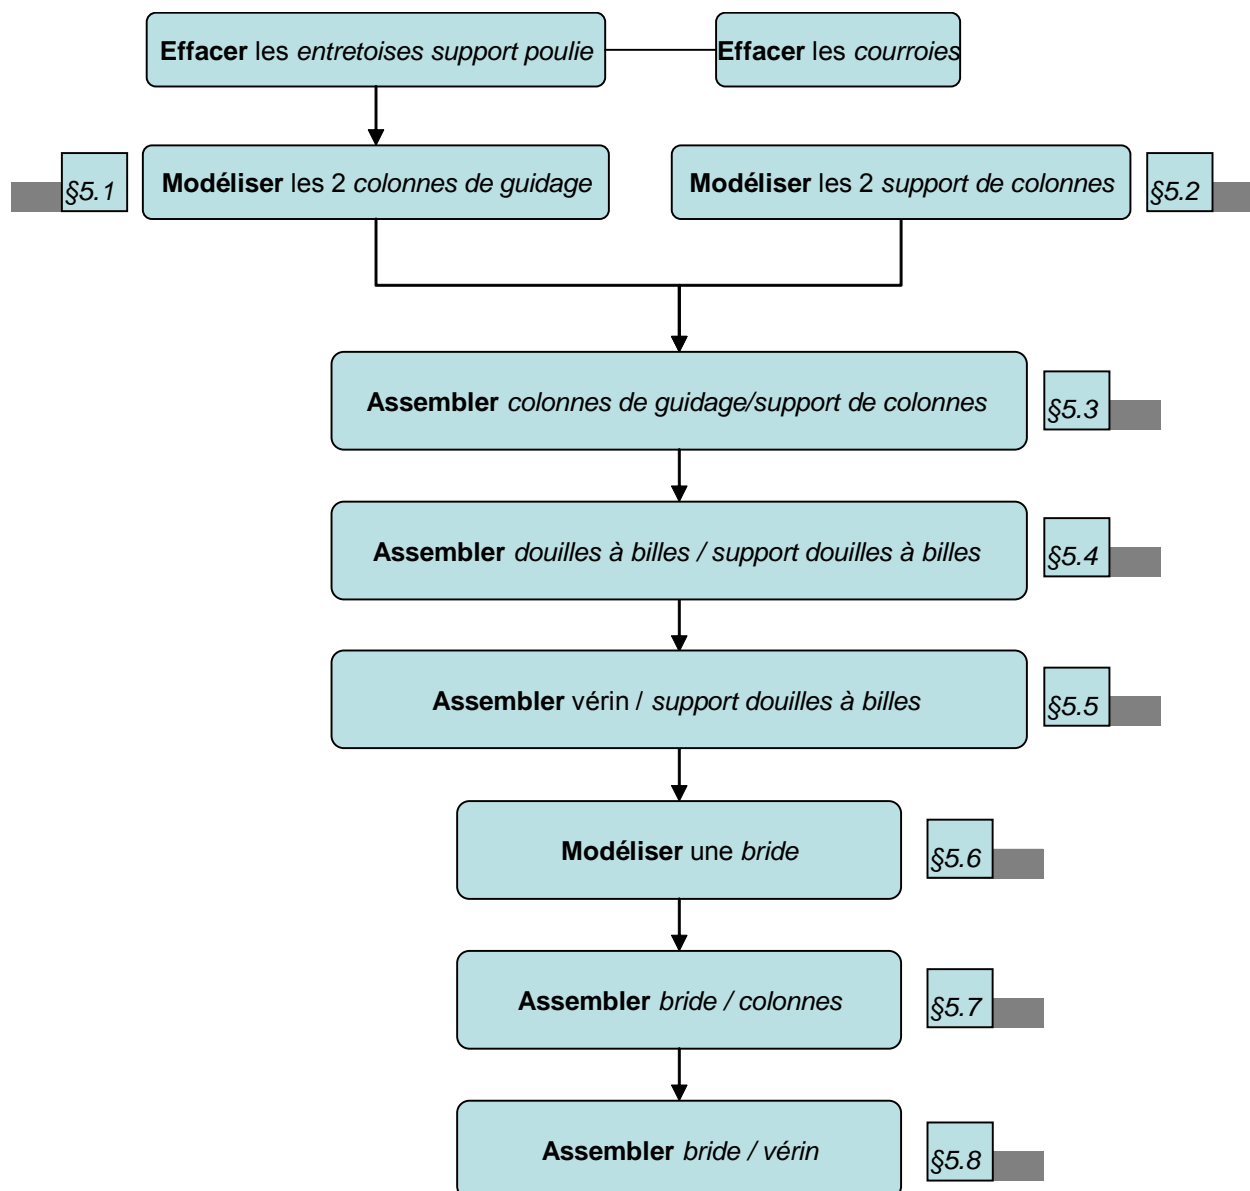 Effacer les entretoises support poulie
Effacer les courroies
§5.1
Modéliser les 2 colonnes de guidage
Modéliser les 2 support de colonnes
§5.2
Assembler colonnes de guidage/support de colonnes
§5.3
Assembler douilles à billes / support douilles à billes
§5.4
Assembler vérin / support douilles à billes
§5.5
Modéliser une bride
§5.6
Assembler bride / colonnes
§5.7
Assembler bride / vérin
§5.8